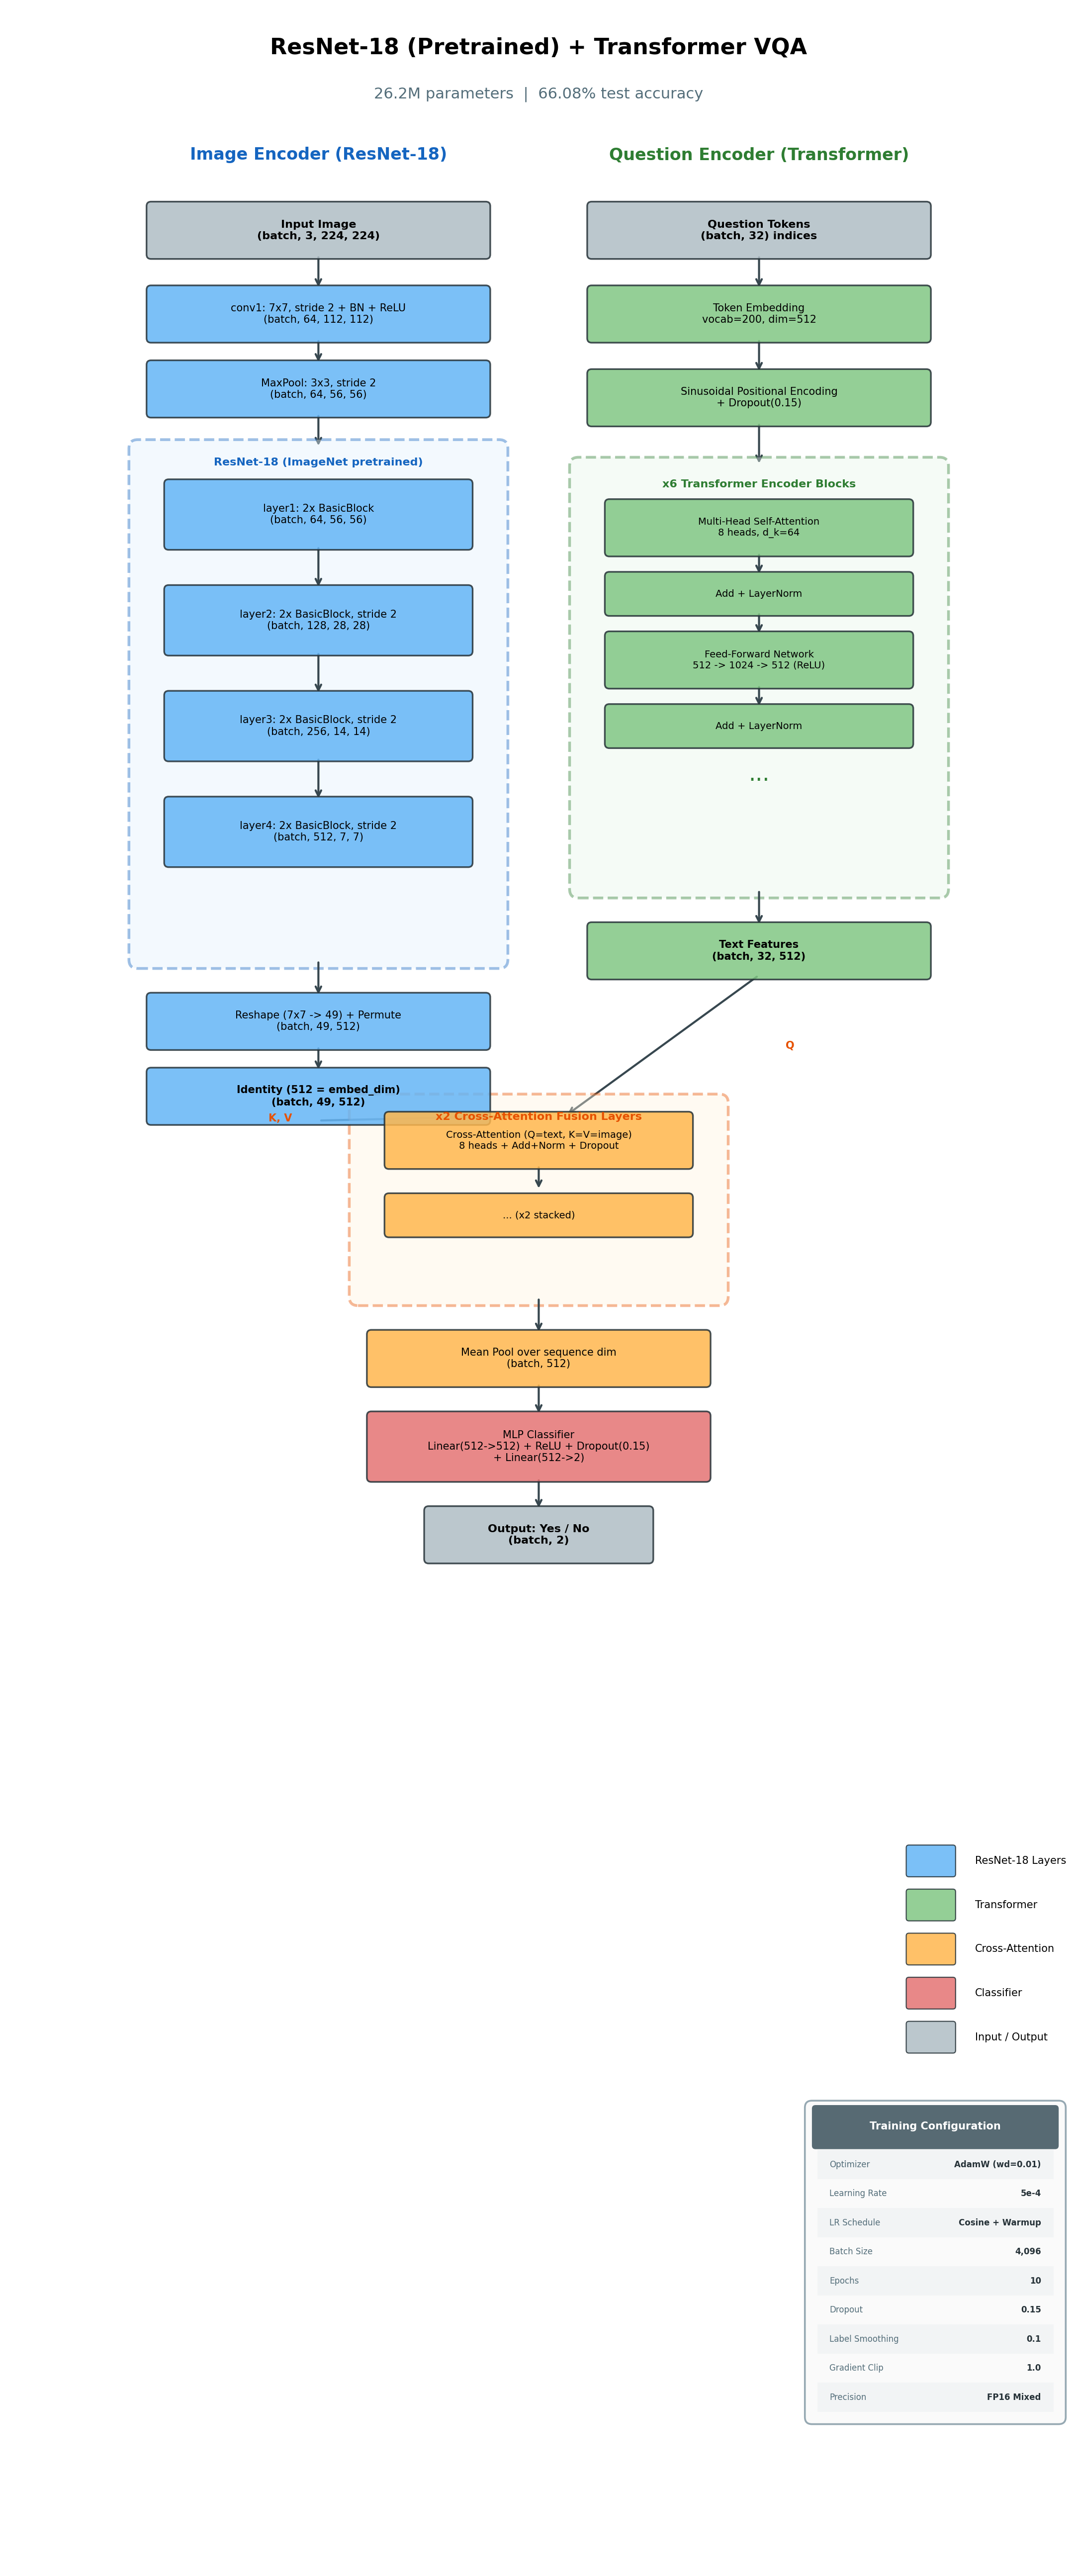 ResNet-18 (Pretrained) + Transformer VQA
26.2M parameters | 66.08% test accuracy
Image Encoder (ResNet-18)
Input Image
(batch, 3, 224, 224)
conv1: 7x7, stride 2 + BN + ReLU
(batch, 64, 112, 112)
MaxPool: 3x3, stride 2
(batch, 64, 56, 56)
ResNet-18 (ImageNet pretrained)
layer1: 2x BasicBlock
(batch, 64, 56, 56)
layer2: 2x BasicBlock, stride 2
(batch, 128, 28, 28)
layer3: 2x BasicBlock, stride 2
(batch, 256, 14, 14)
layer4: 2x BasicBlock, stride 2
(batch, 512, 7, 7)
Reshape (7x7 -> 49) + Permute
(batch, 49, 512)
Identity (512 = embed_dim)
(batch, 49, 512)
K, V
Question Encoder (Transformer)
Question Tokens
(batch, 32) indices
Token Embedding
vocab=200, dim=512
Sinusoidal Positional Encoding
+ Dropout(0.15)
x6 Transformer Encoder Blocks
Multi-Head Self-Attention
8 heads, d_k=64
Add + LayerNorm
Feed-Forward Network
512 -> 1024 -> 512 (ReLU)
Add + LayerNorm
...
Text Features
(batch, 32, 512)
Q
x2 Cross-Attention Fusion Layers
Cross-Attention (Q=text, K=V=image)
8 heads + Add+Norm + Dropout
... (x2 stacked)
Mean Pool over sequence dim
(batch, 512)
MLP Classifier
Linear(512->512) + ReLU + Dropout(0.15)
+ Linear(512->2)
Output: Yes / No
(batch, 2)
ResNet-18 Layers
Transformer
Cross-Attention
Classifier
Input / Output
Training Configuration
Optimizer AdamW (wd=0.01)
Learning Rate 5e-4
LR Schedule Cosine + Warmup
Batch Size 4,096
Epochs 10
Dropout 0.15
Label Smoothing 0.1
Gradient Clip 1.0
Precision FP16 Mixed